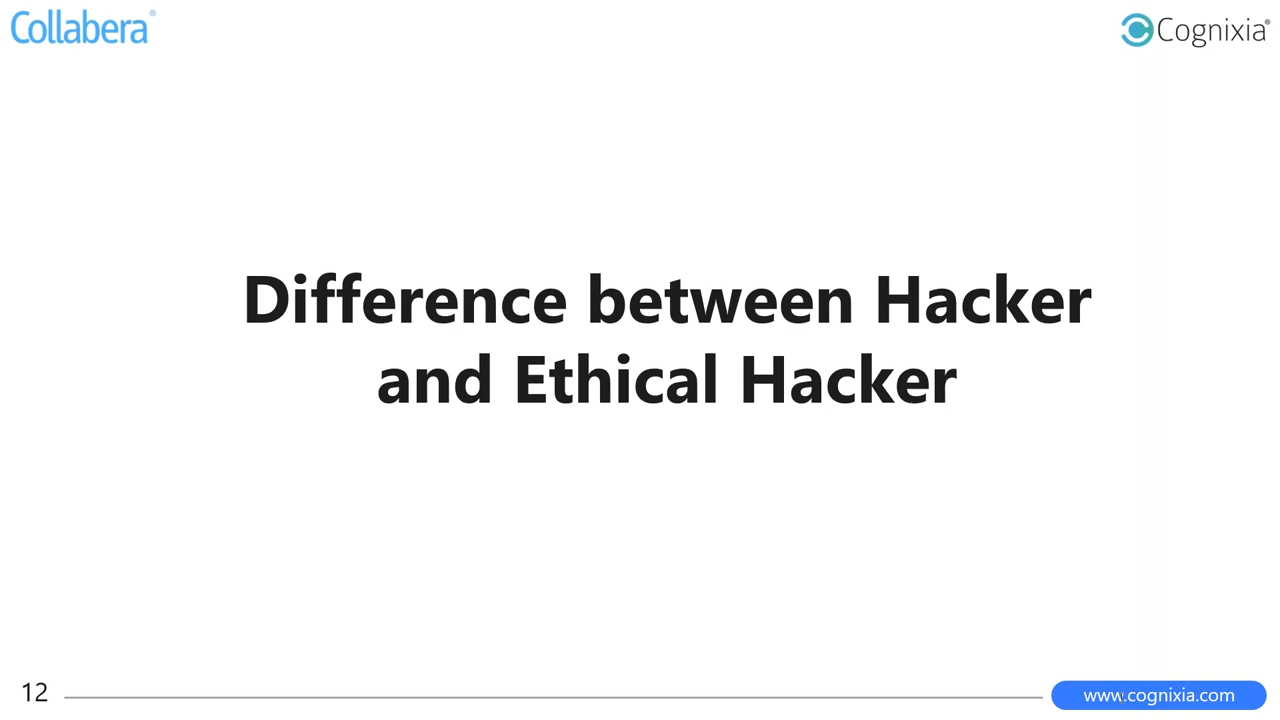 Collabera®
Cognixia®
Difference between Hacker
and Ethical Hacker
12
www.cognixia.com